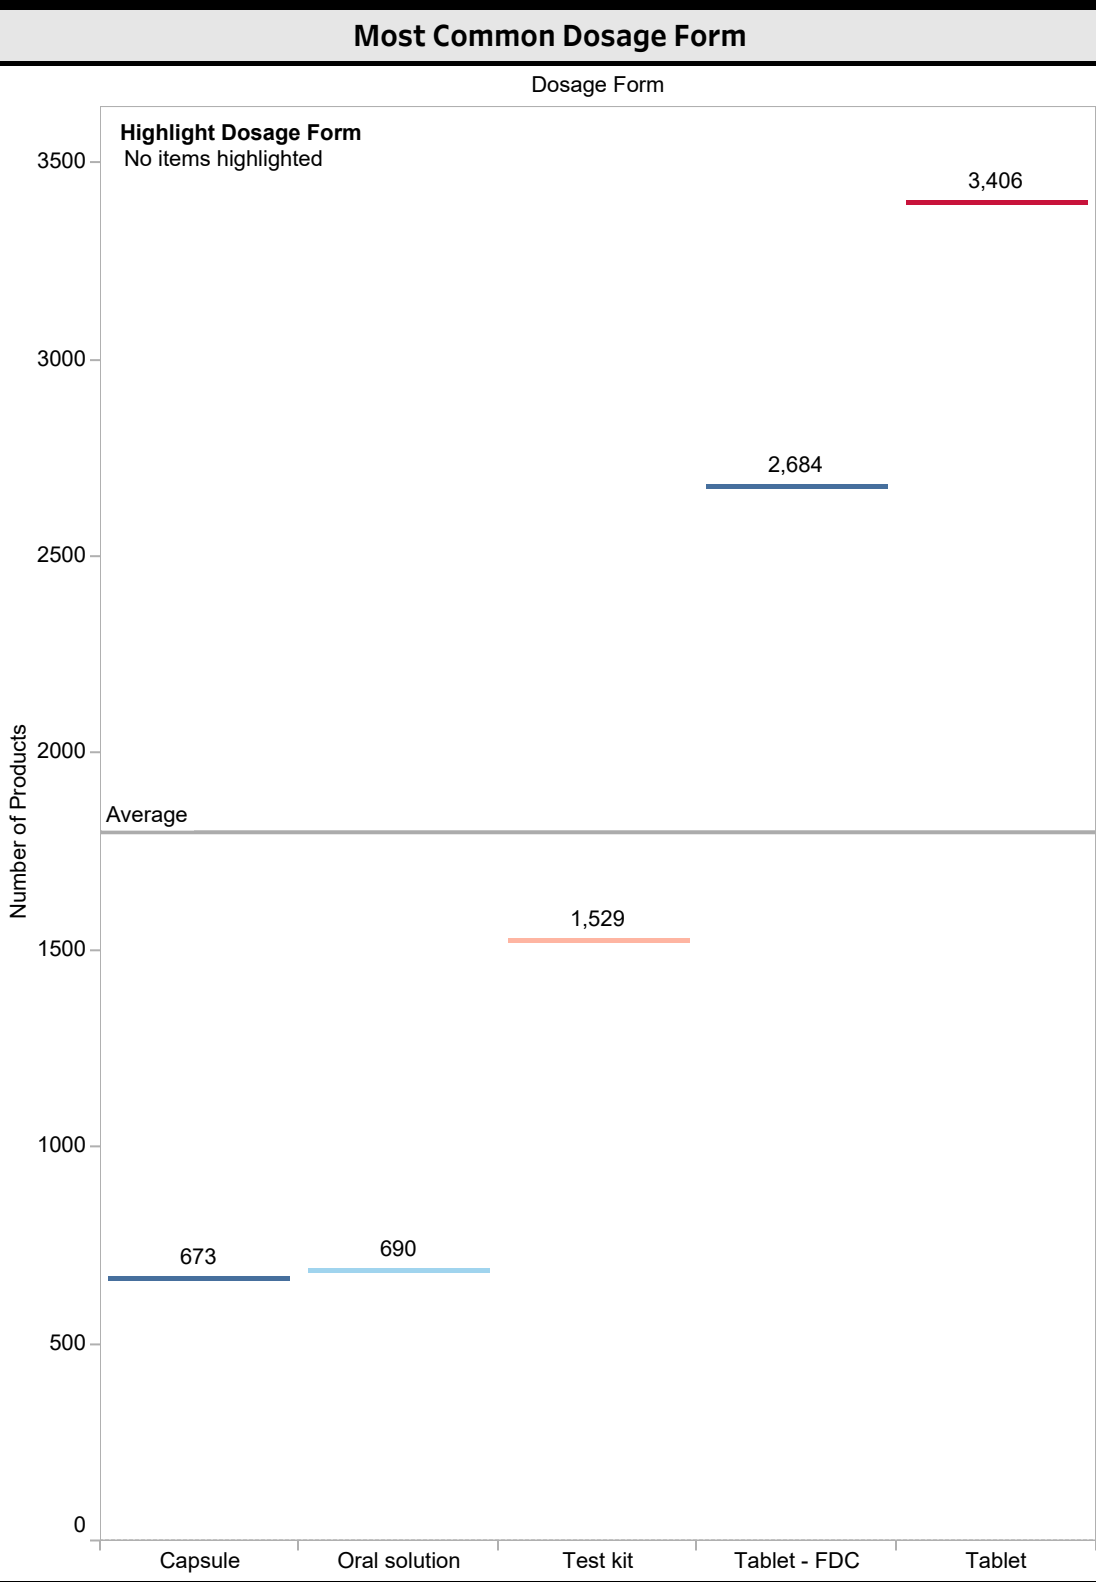 Most Common Dosage Form
Dosage Form
Highlight Dosage Form
No items highlighted
3500
3,406
3000
2,684
2500
Number of Products
2000
Average
1,529
1500
1000
673
690
500
0
Capsule
Oral solution
Test kit
Tablet - FDC
Tablet